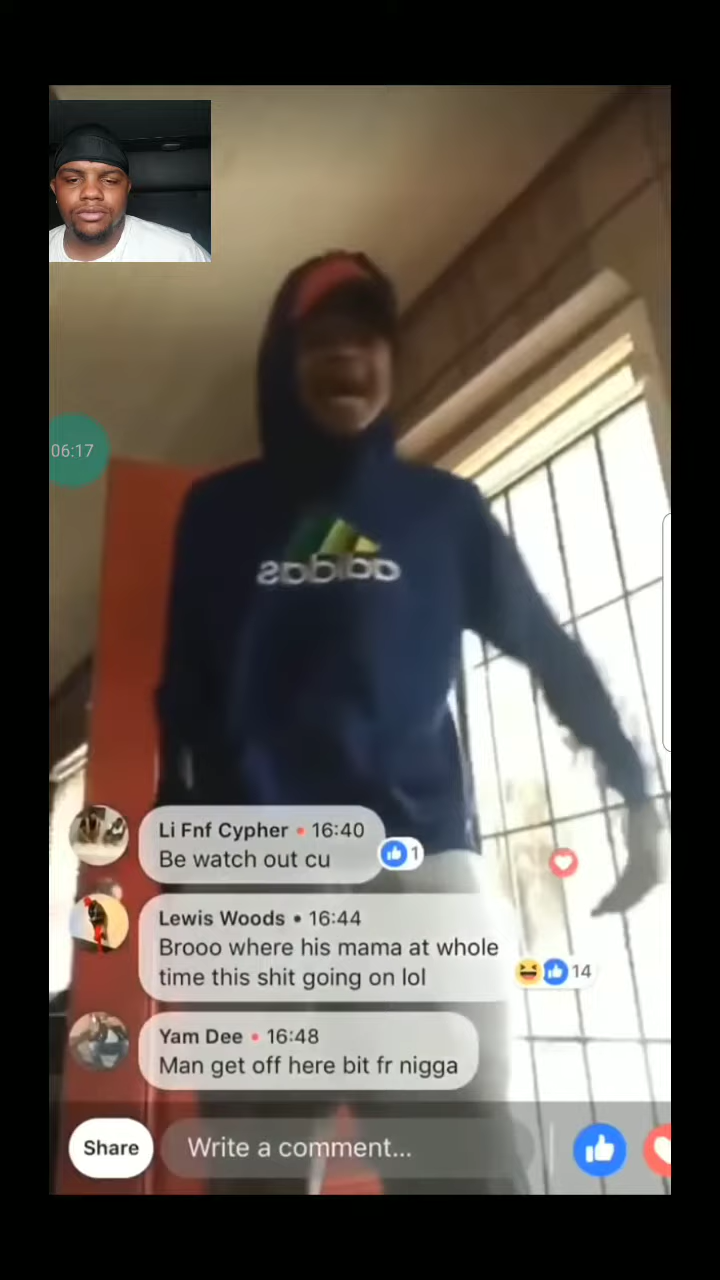 06:17
adidas
Li Fnf Cypher • 16:40
Be watch out cu
1
Lewis Woods • 16:44
Brooo where his mama at whole
time this shit going on lol
14
Yam Dee • 16:48
Man get off here bit fr nigga
Share
Write a comment...